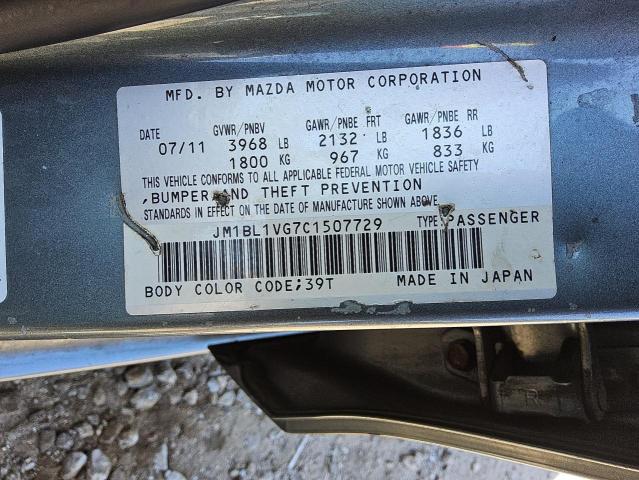 MFD. BY MAZDA MOTOR CORPORATION
DATE GVWR/PNBV GAWR/PNBE FRT GAWR/PNBE RR
07/11 3968 LB 2132 LB 1836 LB
1800 KG 967 KG 833 KG
THIS VEHICLE CONFORMS TO ALL APPLICABLE FEDERAL MOTOR VEHICLE SAFETY
,BUMPER AND THEFT PREVENTION
STANDARDS IN EFFECT ON THE DATE OF MANUFACTURE SHOWN ABOVE.
JM1BL1VG7C1507729 TYPE:PASSENGER
BODY COLOR CODE;39T MADE IN JAPAN
R